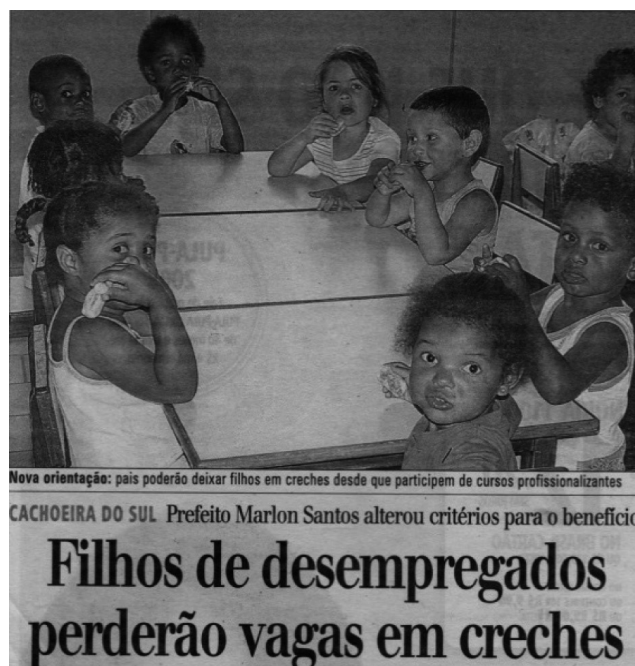 Nova orientação: pais poderão deixar filhos em creches desde que participem de cursos profissionalizantes
CACHOEIRA DO SUL Prefeito Marlon Santos alterou critérios para o benefício
Filhos de desempregados
perderão vagas em creches